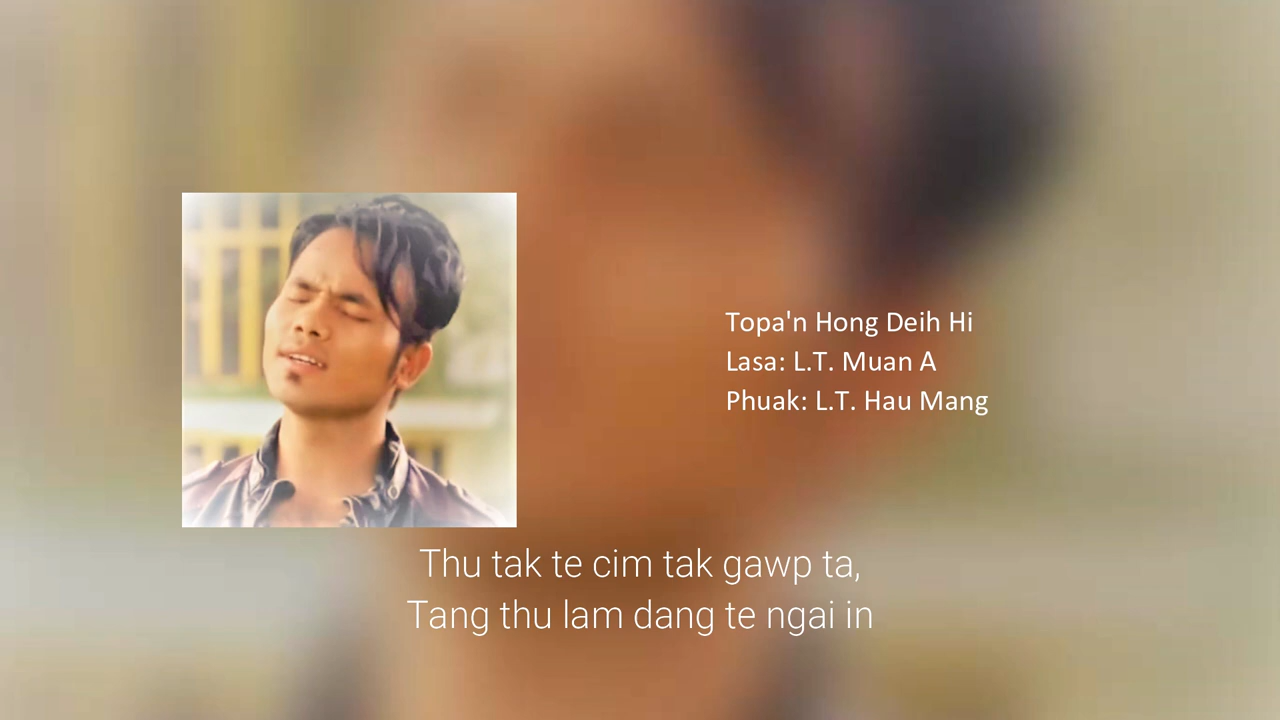 Topa'n Hong Deih Hi
Lasa: L.T. Muan A
Phuak: L.T. Hau Mang
Thu tak te cim tak gawp ta,
Tang thu lam dang te ngai in